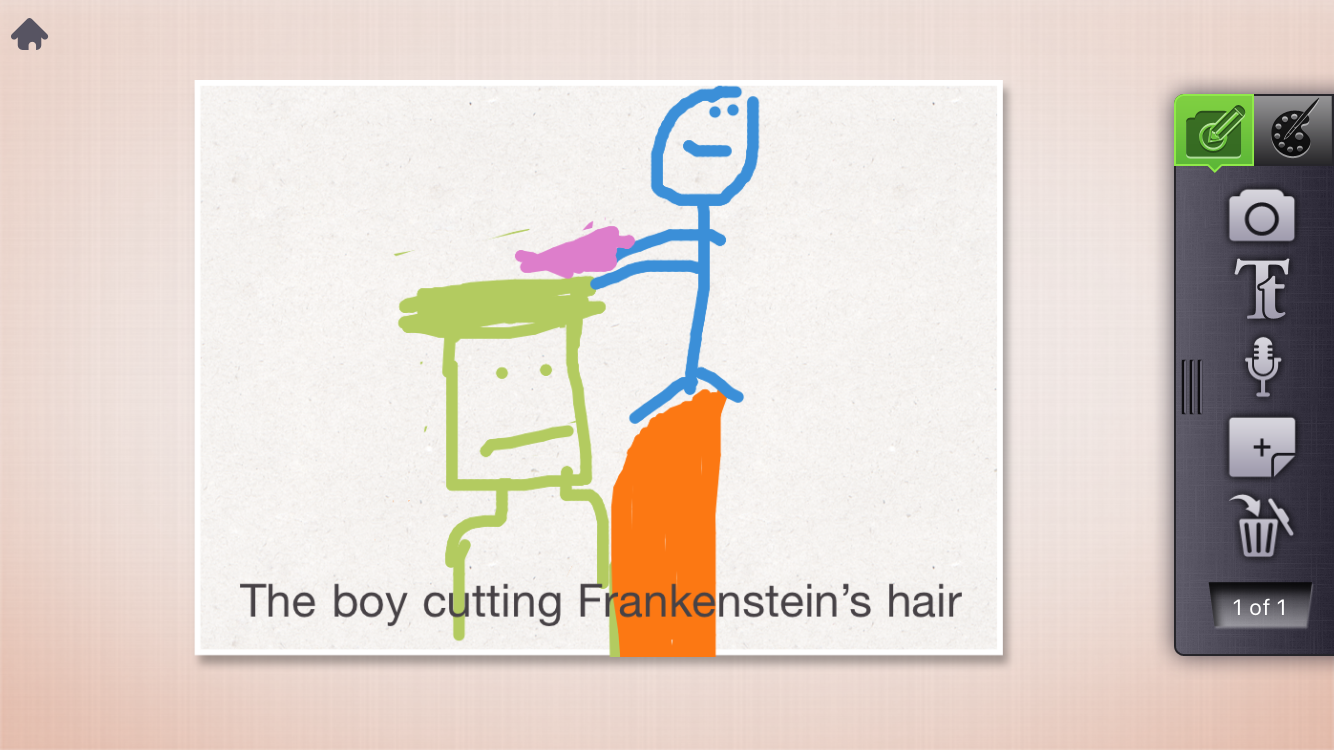 The boy cutting Frankenstein’s hair
1 of 1